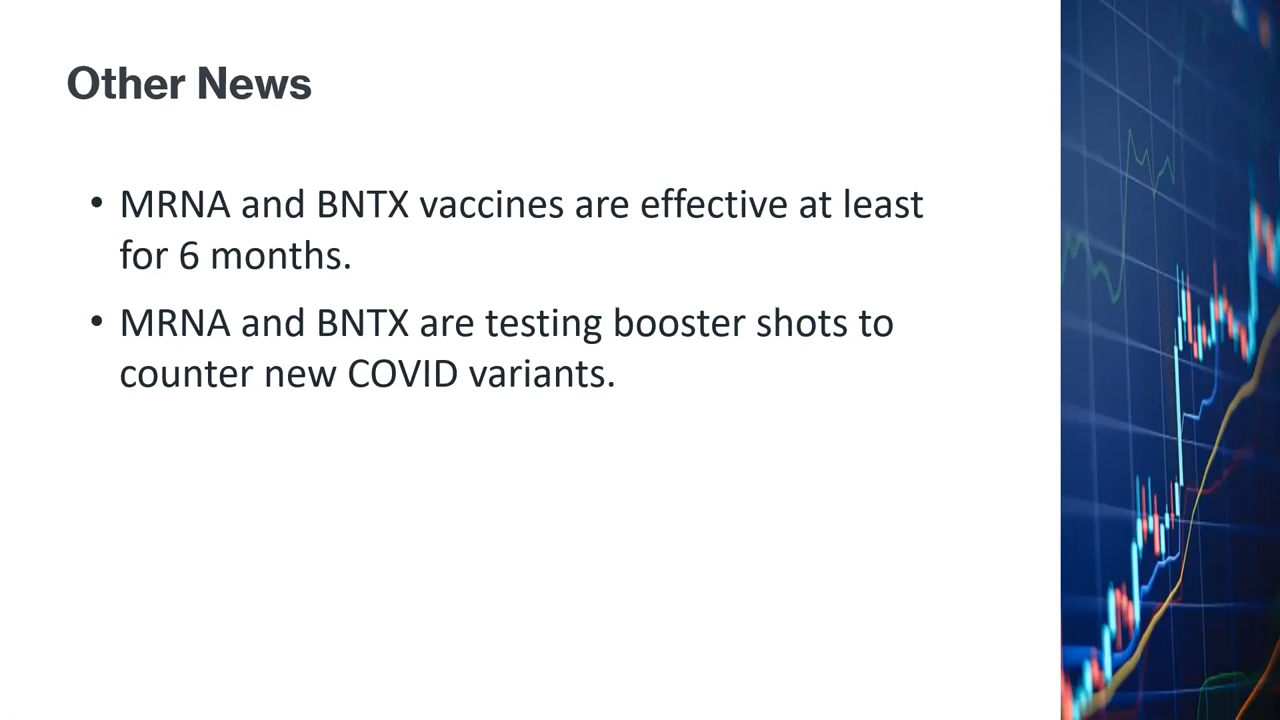 Other News
• MRNA and BNTX vaccines are effective at least
for 6 months.
• MRNA and BNTX are testing booster shots to
counter new COVID variants.